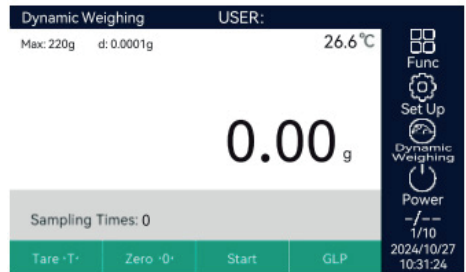 Dynamic Weighing USER:
Max: 220g d: 0.0001g 26.6℃
0.00 g
Sampling Times: 0
Tare ·T· Zero ·0· Start GLP
Func
Set Up
Dynamic
Weighing
Power
-/--
1/10
2024/10/27
10:31:24